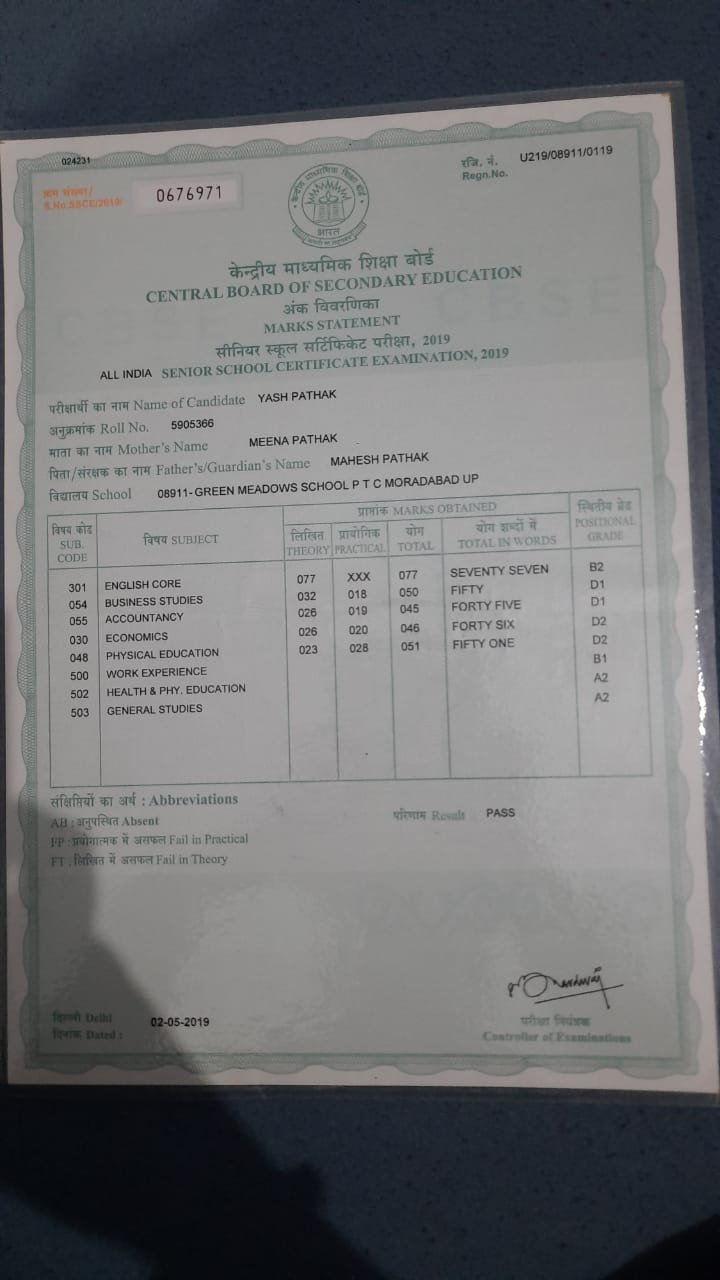 024231
क्रम संख्या/
S.No.SSCE/2019/
0676971
रजि. नं.
Regn.No.
U219/08911/0119
केन्द्रीय माध्यमिक शिक्षा बोर्ड
भारत
केन्द्रीय माध्यमिक शिक्षा बोर्ड
CENTRAL BOARD OF SECONDARY EDUCATION
अंक विवरणिका
MARKS STATEMENT
सीनियर स्कूल सर्टिफिकेट परीक्षा, 2019
ALL INDIA SENIOR SCHOOL CERTIFICATE EXAMINATION, 2019
परीक्षार्थी का नाम Name of Candidate YASH PATHAK
अनुक्रमांक Roll No. 5905366
माता का नाम Mother's Name MEENA PATHAK
पिता/संरक्षक का नाम Father's/Guardian's Name MAHESH PATHAK
विद्यालय School 08911-GREEN MEADOWS SCHOOL P T C MORADABAD UP
विषय कोड
SUB.
CODE
विषय SUBJECT
प्राप्तांक MARKS OBTAINED
लिखित
THEORY
प्रायोगिक
PRACTICAL
योग
TOTAL
योग शब्दों में
TOTAL IN WORDS
स्थितीय ग्रेड
POSITIONAL
GRADE
301 ENGLISH CORE 077 XXX 077 SEVENTY SEVEN B2
054 BUSINESS STUDIES 032 018 050 FIFTY D1
055 ACCOUNTANCY 026 019 045 FORTY FIVE D1
030 ECONOMICS 026 020 046 FORTY SIX D2
048 PHYSICAL EDUCATION 023 028 051 FIFTY ONE D2
500 WORK EXPERIENCE B1
502 HEALTH & PHY. EDUCATION A2
503 GENERAL STUDIES A2
संक्षिप्तियों का अर्थ : Abbreviations
AB : अनुपस्थित Absent
FP : प्रयोगात्मक में असफल Fail in Practical
FT : लिखित में असफल Fail in Theory
परिणाम Result PASS
दिल्ली Delhi
दिनांक Dated : 02-05-2019
परीक्षा नियंत्रक
Controller of Examinations